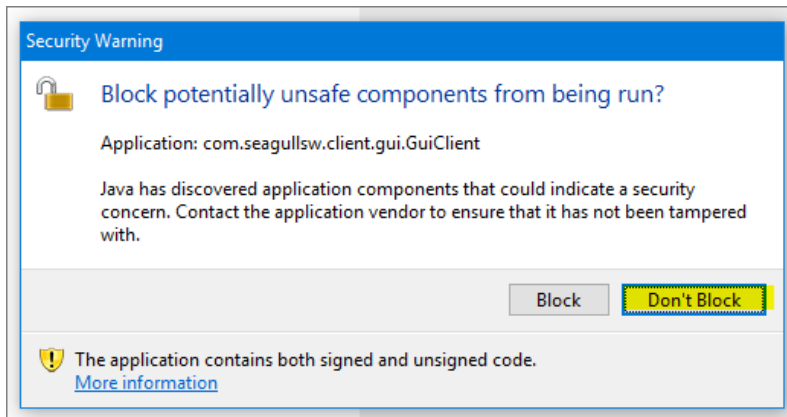 Security Warning
Block potentially unsafe components from being run?
Application: com.seagullsw.client.gui.GuiClient
Java has discovered application components that could indicate a security
concern. Contact the application vendor to ensure that it has not been tampered
with.
Block
Don't Block
The application contains both signed and unsigned code.
More information